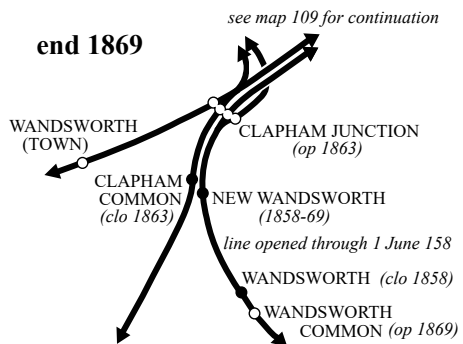 see map 109 for continuation
end 1869
WANDSWORTH
(TOWN)
CLAPHAM JUNCTION
(op 1863)
CLAPHAM
COMMON
(clo 1863)
NEW WANDSWORTH
(1858-69)
line opened through 1 June 158
WANDSWORTH (clo 1858)
WANDSWORTH
COMMON (op 1869)